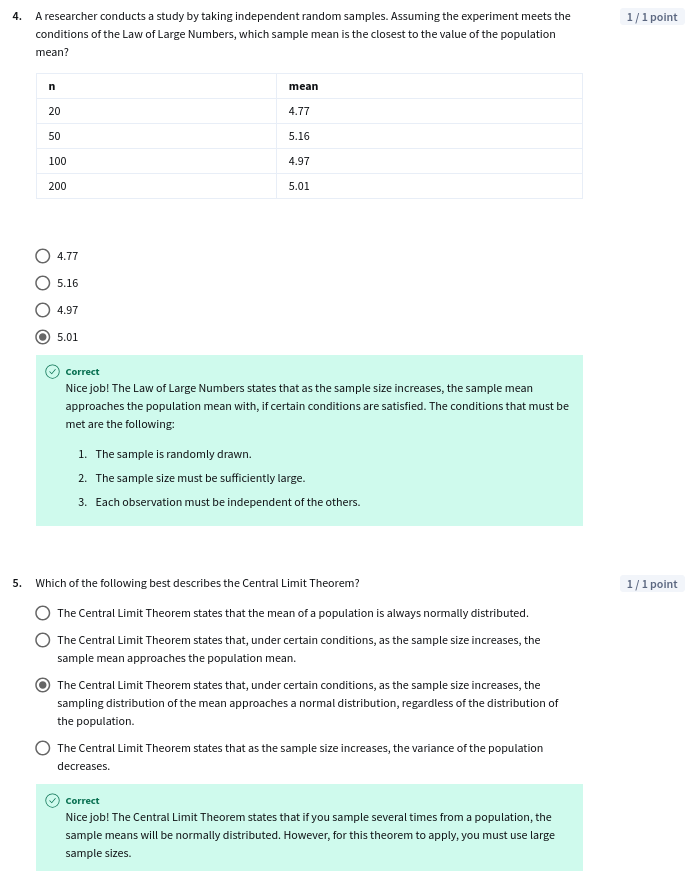 4. A researcher conducts a study by taking independent random samples. Assuming the experiment meets the
1 / 1 point
conditions of the Law of Large Numbers, which sample mean is the closest to the value of the population
mean?
n mean
20 4.77
50 5.16
100 4.97
200 5.01
4.77
5.16
4.97
5.01
Correct
Nice job! The Law of Large Numbers states that as the sample size increases, the sample mean
approaches the population mean with, if certain conditions are satisfied. The conditions that must be
met are the following:
1. The sample is randomly drawn.
2. The sample size must be sufficiently large.
3. Each observation must be independent of the others.
5. Which of the following best describes the Central Limit Theorem?
1 / 1 point
The Central Limit Theorem states that the mean of a population is always normally distributed.
The Central Limit Theorem states that, under certain conditions, as the sample size increases, the
sample mean approaches the population mean.
The Central Limit Theorem states that, under certain conditions, as the sample size increases, the
sampling distribution of the mean approaches a normal distribution, regardless of the distribution of
the population.
The Central Limit Theorem states that as the sample size increases, the variance of the population
decreases.
Correct
Nice job! The Central Limit Theorem states that if you sample several times from a population, the
sample means will be normally distributed. However, for this theorem to apply, you must use large
sample sizes.